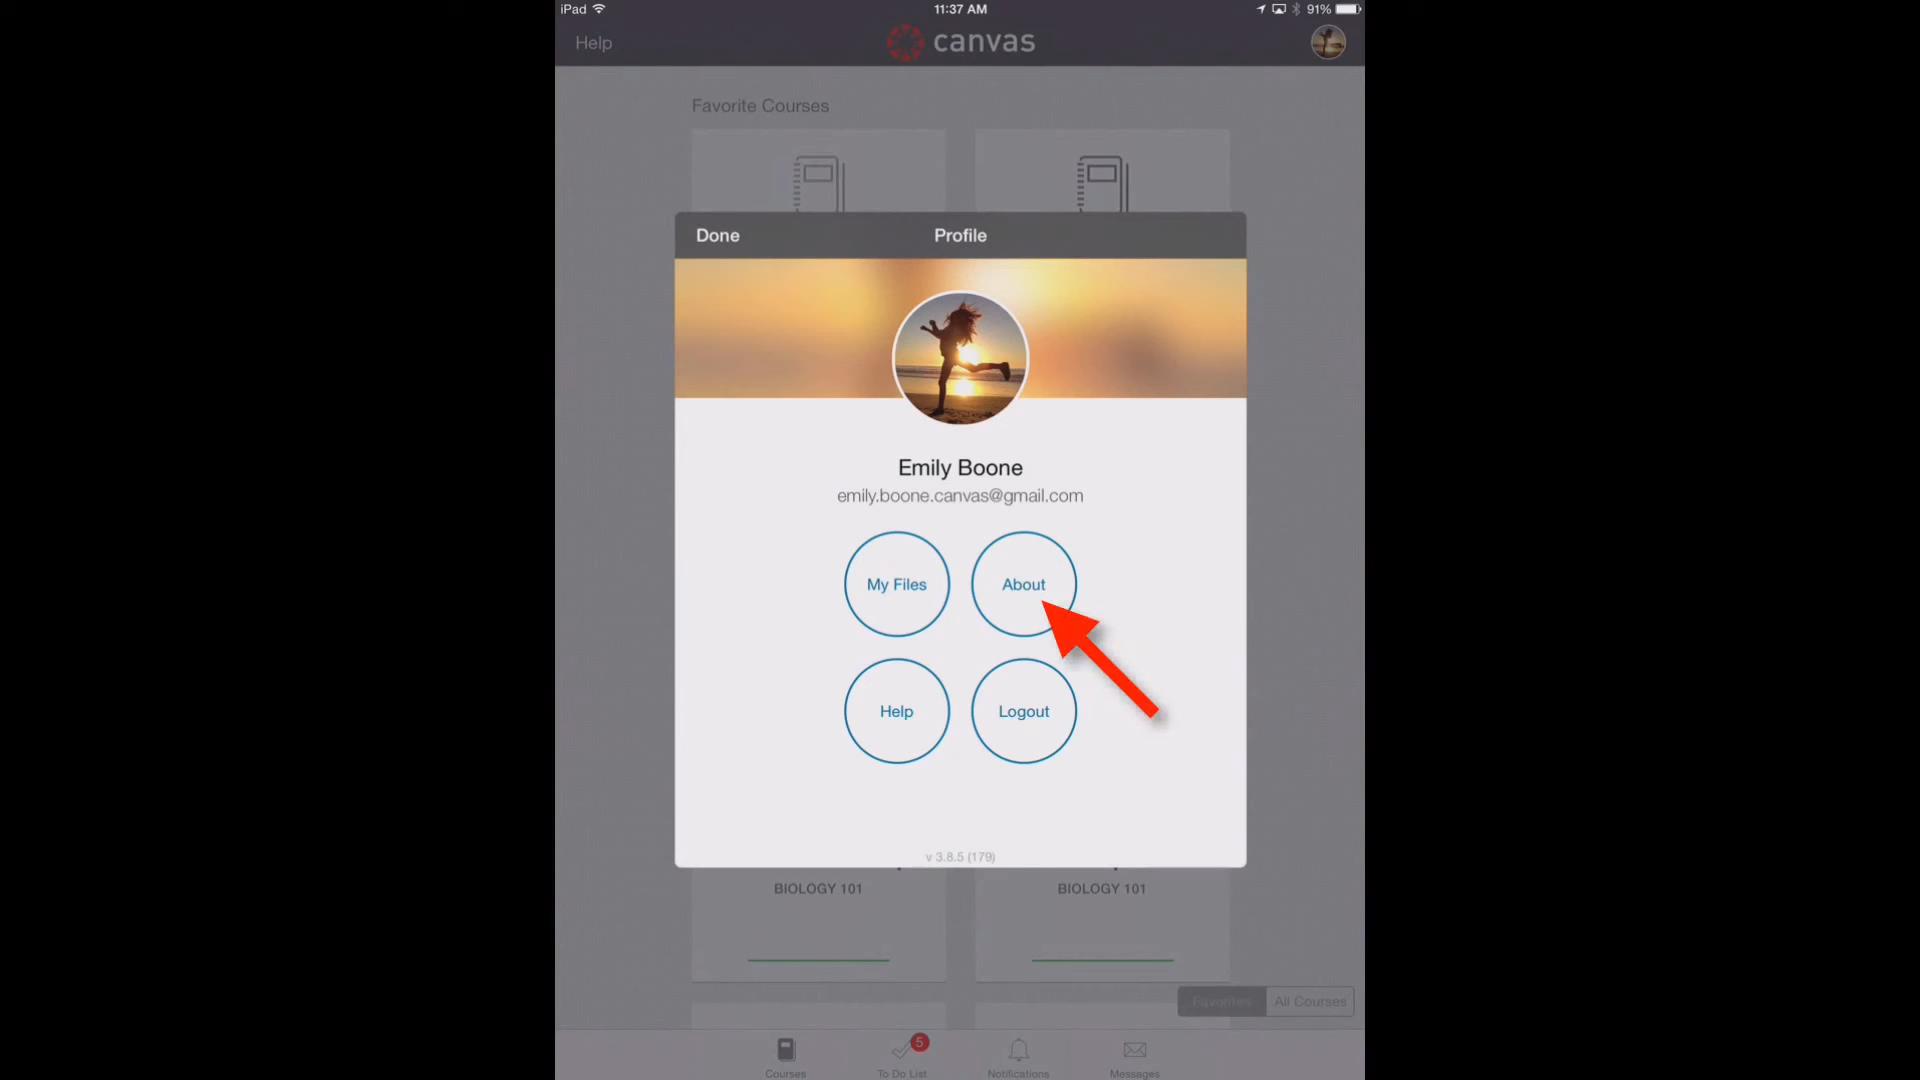 iPad 11:37 AM 91%
Help canvas
Favorite Courses
Done Profile
Emily Boone
emily.boone.canvas@gmail.com
My Files About
Help Logout
v 3.8.5 (179)
BIOLOGY 101 BIOLOGY 101
Favorites All Courses
5
Courses To Do List Notifications Messages